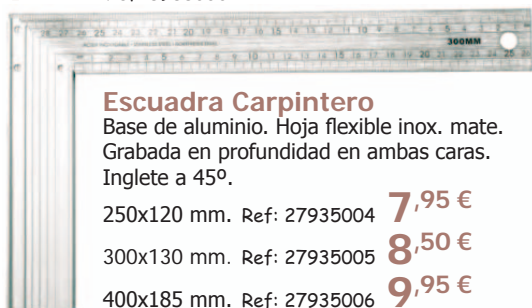 360MM
Escuadra Carpintero
Base de aluminio. Hoja flexible inox. mate.
Grabada en profundidad en ambas caras.
Inglete a 45º.
250x120 mm. Ref: 27935004 7,95 €
300x130 mm. Ref: 27935005 8,50 €
400x185 mm. Ref: 27935006 9,95 €